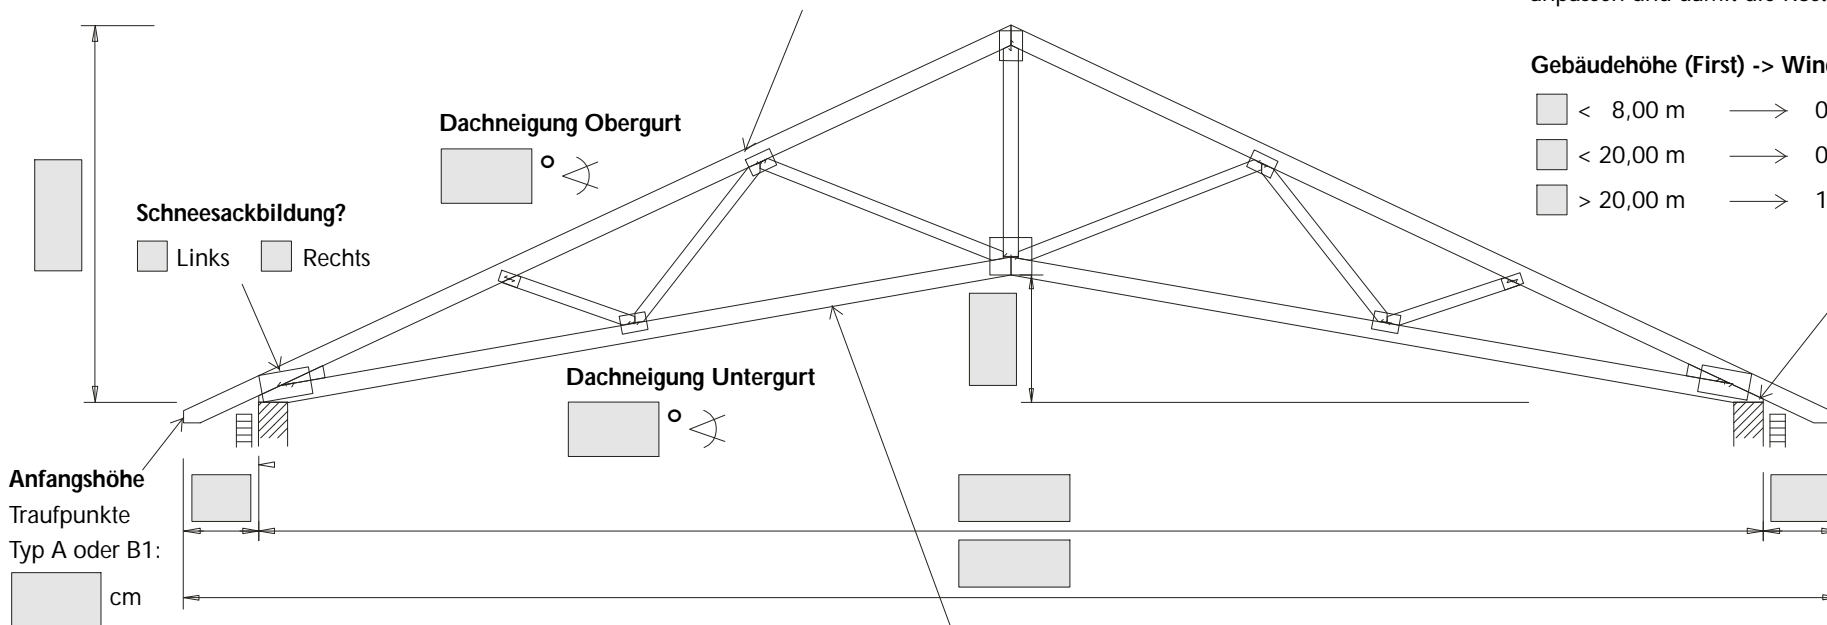 Gebäudehöhe (First) ->
< 8,00 m
< 20,00 m
> 20,00 m
Dachneigung Obergurt
°
Schneesackbildung?
Links Rechts
Dachneigung Untergurt
°
Anfangshöhe
Traufpunkte
Typ A oder B1:
cm